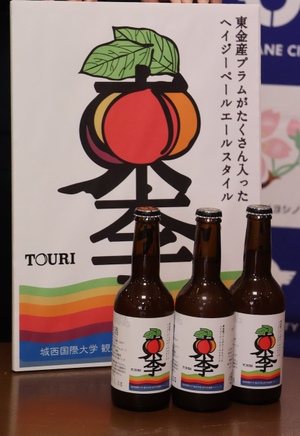 東金産プラムがたくさん入った
ヘイジーペールエールスタイル
東李
TOURI
城西国際大学 観
ANE CI